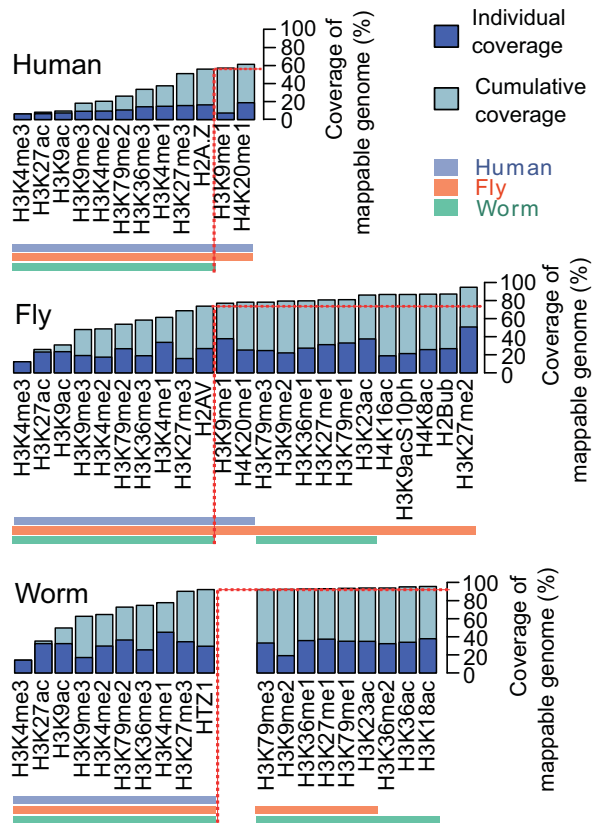 Human
100
80
60
40
20
0
Coverage of
mappable genome (%)
Individual
coverage
Cumulative
coverage
Human
Fly
Worm
H3K4me3
H3K27ac
H3K9ac
H3K9me3
H3K4me2
H3K79me2
H3K36me3
H3K4me1
H3K27me3
H2A.Z
H3K9me1
H4K20me1
Fly
100
80
60
40
20
0
Coverage of
mappable genome (%)
H3K4me3
H3K27ac
H3K9ac
H3K9me3
H3K4me2
H3K79me2
H3K36me3
H3K4me1
H3K27me3
H2AV
H3K9me1
H4K20me1
H3K79me3
H3K9me2
H3K36me1
H3K27me1
H3K79me1
H3K23ac
H4K16ac
H3K9acS10ph
H4K8ac
H2Bub
H3K27me2
Worm
100
80
60
40
20
0
Coverage of
mappable genome (%)
H3K4me3
H3K27ac
H3K9ac
H3K9me3
H3K4me2
H3K79me2
H3K36me3
H3K4me1
H3K27me3
HTZ1
H3K79me3
H3K9me2
H3K36me1
H3K27me1
H3K79me1
H3K23ac
H3K36me2
H3K36ac
H3K18ac